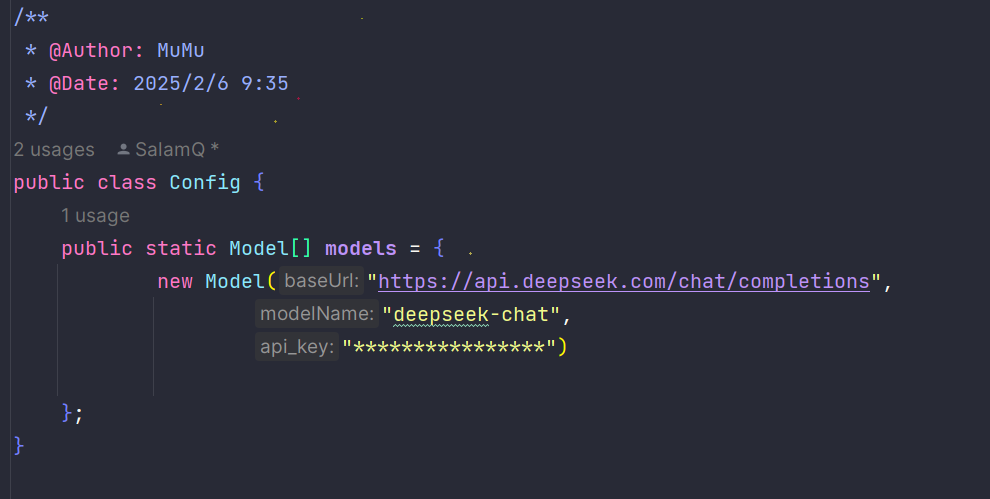 /**
* @Author: MuMu
* @Date: 2025/2/6 9:35
*/
2 usages SalamQ *
public class Config {
1 usage
public static Model[] models = {
new Model( baseUrl: "https://api.deepseek.com/chat/completions",
modelName: "deepseek-chat",
api_key: "****************")
};
}